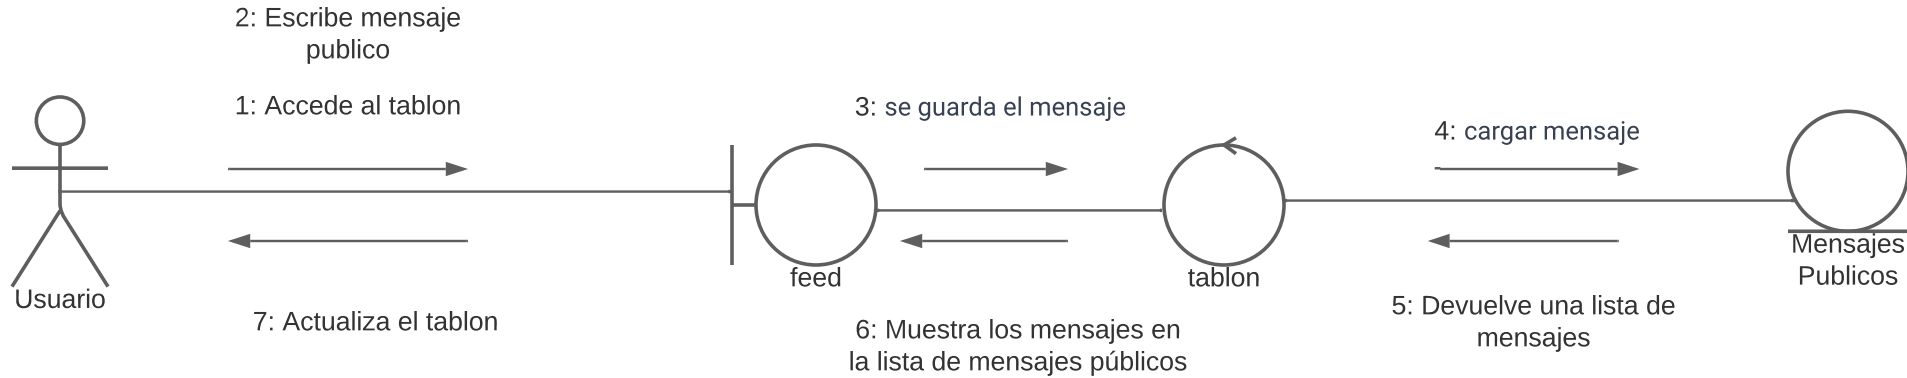 2: Escribe mensaje
publico
1: Accede al tablon
3: se guarda el mensaje
4: cargar mensaje
Usuario
feed
tablon
Mensajes
Publicos
7: Actualiza el tablon
6: Muestra los mensajes en
la lista de mensajes públicos
5: Devuelve una lista de
mensajes